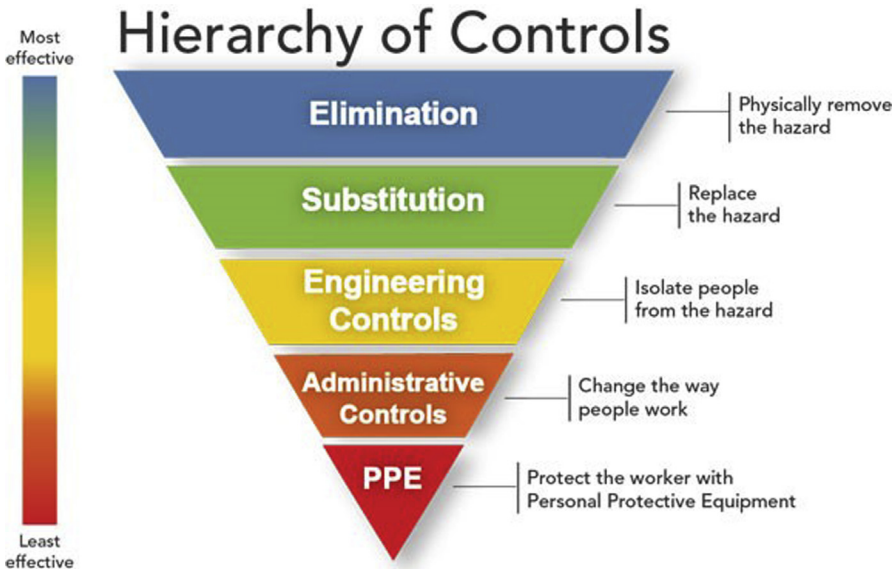 Hierarchy of Controls
Most
effective
Elimination
Physically remove
the hazard
Substitution
Replace
the hazard
Engineering
Controls
Isolate people
from the hazard
Administrative
Controls
Change the way
people work
PPE
Protect the worker with
Personal Protective Equipment
Least
effective